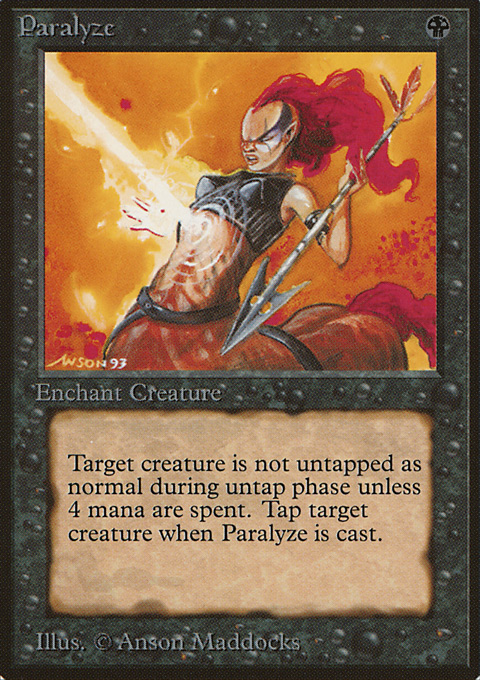 Paralyze
ANSON 93
Enchant Creature
Target creature is not untapped as
normal during untap phase unless
4 mana are spent. Tap target
creature when Paralyze is cast.
Illus. © Anson Maddocks